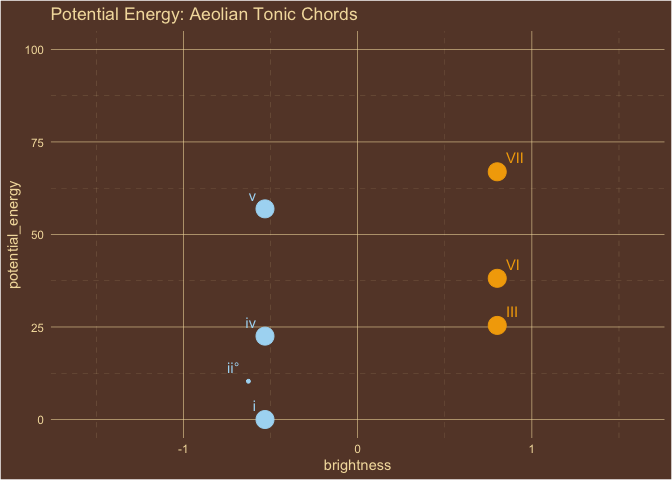 Potential Energy: Aeolian Tonic Chords
100
75
50
25
0
potential_energy
VII
v
VI
III
iv
ii°
i
-1
0
1
brightness